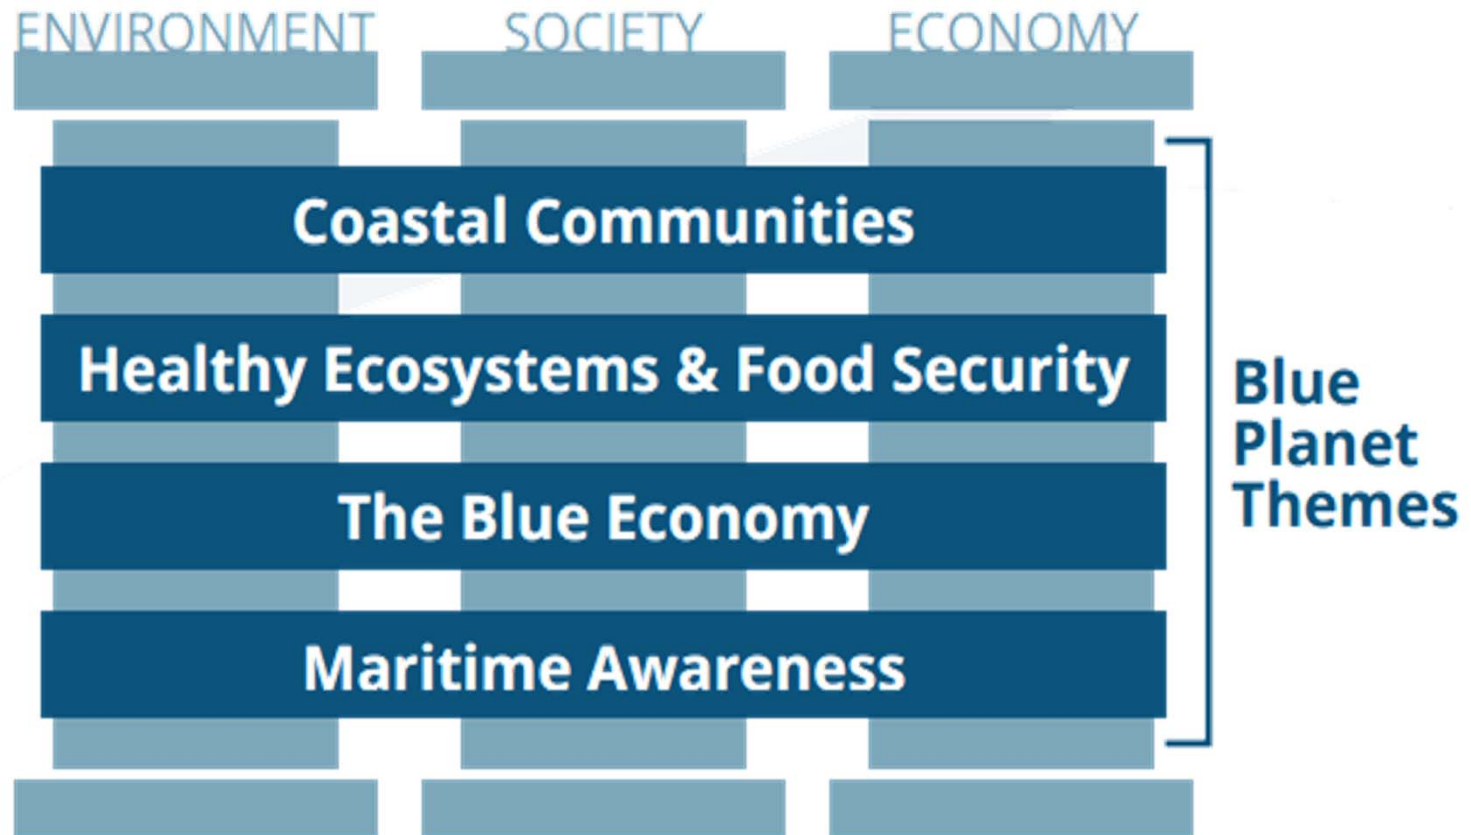 ENVIRONMENT SOCIETY ECONOMY
Coastal Communities
Healthy Ecosystems & Food Security
The Blue Economy
Maritime Awareness
Blue
Planet
Themes